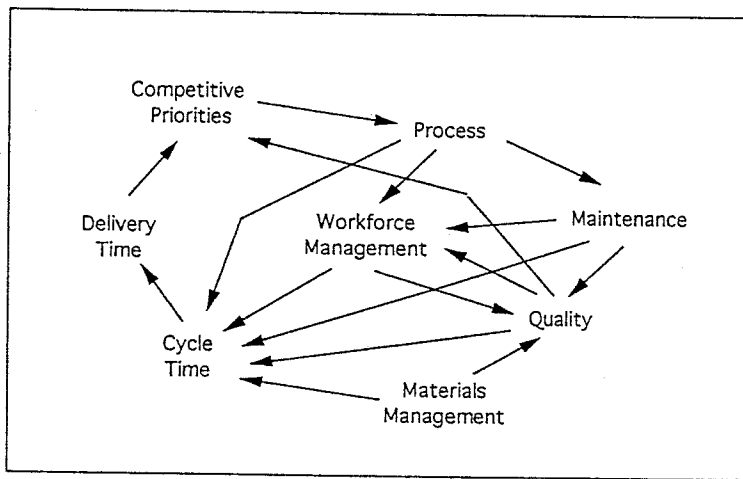 Competitive
Priorities
Process
Delivery
Time
Workforce
Management
Maintenance
Cycle
Time
Quality
Materials
Management